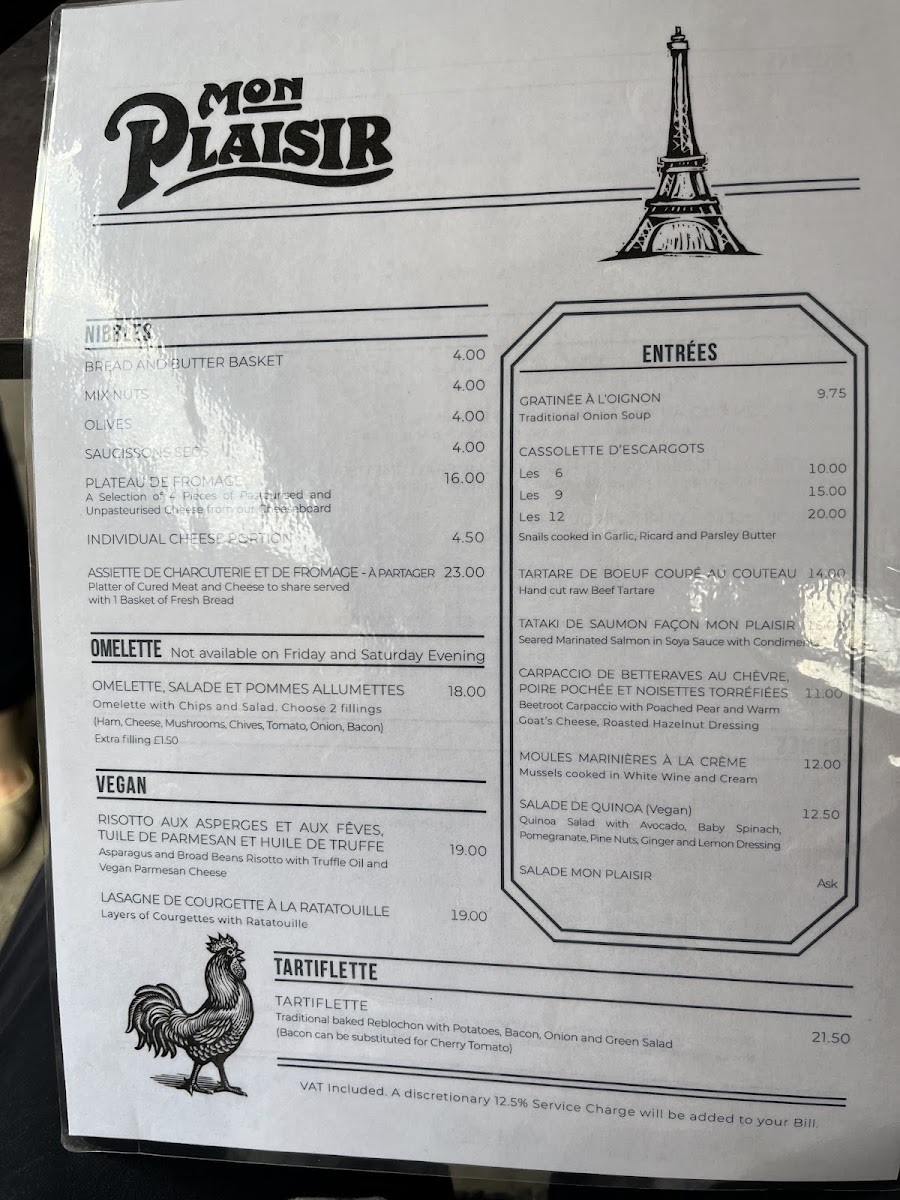 MON
PLAISIR
NIBBLES
BREAD AND BUTTER BASKET 4.00
MIX NUTS 4.00
OLIVES 4.00
SAUCISSONS SECS 4.00
PLATEAU DE FROMAGE 16.00
A Selection of 4 Pieces of Pasteurised and
Unpasteurised Cheese from our Cheeseboard
INDIVIDUAL CHEESE PORTION 4.50
ASSIETTE DE CHARCUTERIE ET DE FROMAGE - À PARTAGER 23.00
Platter of Cured Meat and Cheese to share served
with 1 Basket of Fresh Bread
OMELETTE Not available on Friday and Saturday Evening
OMELETTE, SALADE ET POMMES ALLUMETTES 18.00
Omelette with Chips and Salad. Choose 2 fillings
(Ham, Cheese, Mushrooms, Chives, Tomato, Onion, Bacon)
Extra filling £1.50
VEGAN
RISOTTO AUX ASPERGES ET AUX FÊVES,
TUILE DE PARMESAN ET HUILE DE TRUFFE 19.00
Asparagus and Broad Beans Risotto with Truffle Oil and
Vegan Parmesan Cheese
LASAGNE DE COURGETTE À LA RATATOUILLE 19.00
Layers of Courgettes with Ratatouille
ENTRÉES
GRATINÉE À L'OIGNON 9.75
Traditional Onion Soup
CASSOLETTE D'ESCARGOTS
Les 6 10.00
Les 9 15.00
Les 12 20.00
Snails cooked in Garlic, Ricard and Parsley Butter
TARTARE DE BOEUF COUPÉ AU COUTEAU 14.00
Hand cut raw Beef Tartare
TATAKI DE SAUMON FAÇON MON PLAISIR
Seared Marinated Salmon in Soya Sauce with Condiments
CARPACCIO DE BETTERAVES AU CHÈVRE,
POIRE POCHÉE ET NOISETTES TORRÉFIÉES 11.00
Beetroot Carpaccio with Poached Pear and Warm
Goat's Cheese, Roasted Hazelnut Dressing
MOULES MARINIÈRES À LA CRÈME 12.00
Mussels cooked in White Wine and Cream
SALADE DE QUINOA (Vegan) 12.50
Quinoa Salad with Avocado, Baby Spinach,
Pomegranate, Pine Nuts, Ginger and Lemon Dressing
SALADE MON PLAISIR Ask
TARTIFLETTE
TARTIFLETTE
Traditional baked Reblochon with Potatoes, Bacon, Onion and Green Salad 21.50
(Bacon can be substituted for Cherry Tomato)
VAT Included. A discretionary 12.5% Service Charge will be added to your Bill.